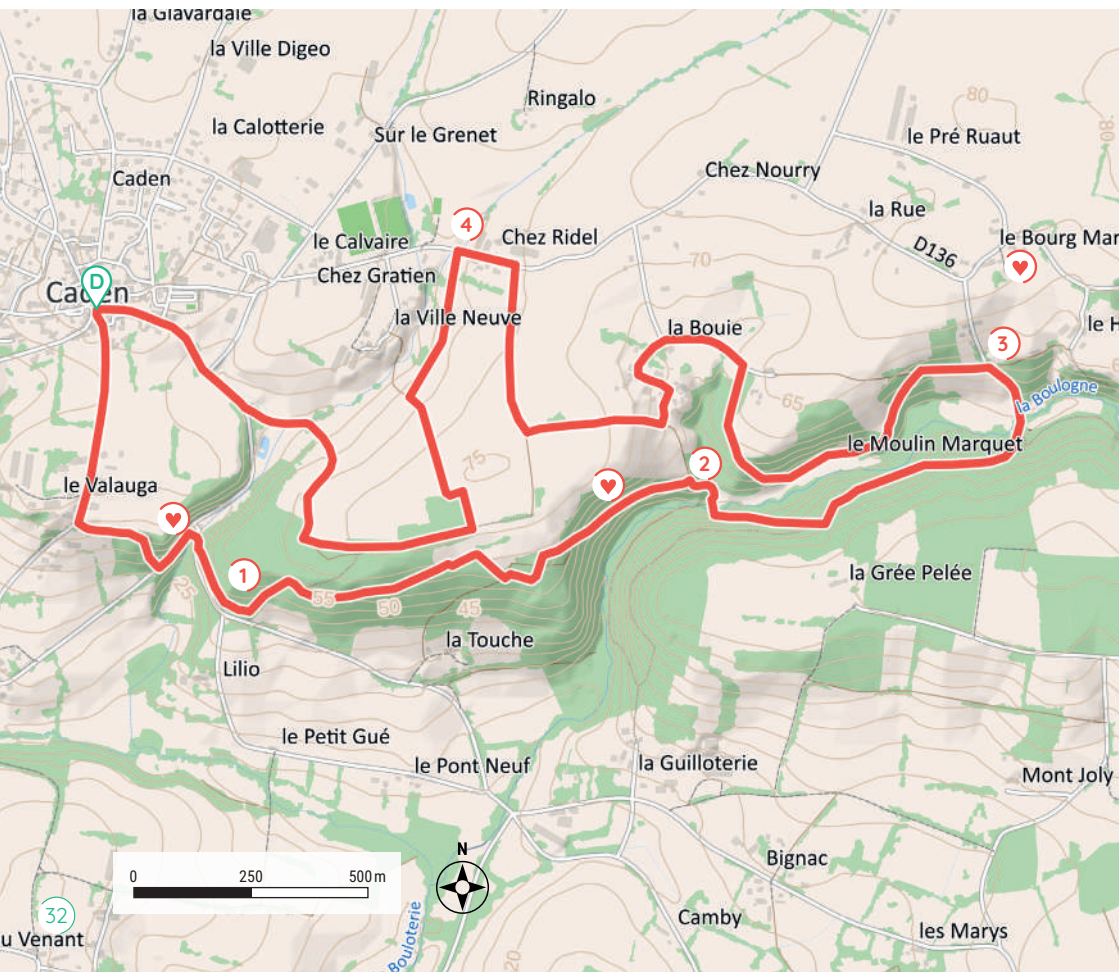 la Glavardale
la Ville Digeo
Ringalo
80
la Calotterie
Sur le Grenet
le Pré Ruaut
80
Chez Nourry
Caden
la Rue
4
le Calvaire
Chez Ridel
D136
le Bourg Mar
Chez Gratien
70
D
Caden
la Ville Neuve
la Bouie
le H
3
la Boulogne
65
le Moulin Marquet
75
2
le Valauga
1
35
55
50
45
la Grée Pelée
la Touche
Lilio
le Petit Gué
le Pont Neuf
la Guilloterie
Mont Joly
N
0 250 500 m
Bignac
32
Camby
les Marys
u Venant
Bouloterie
20